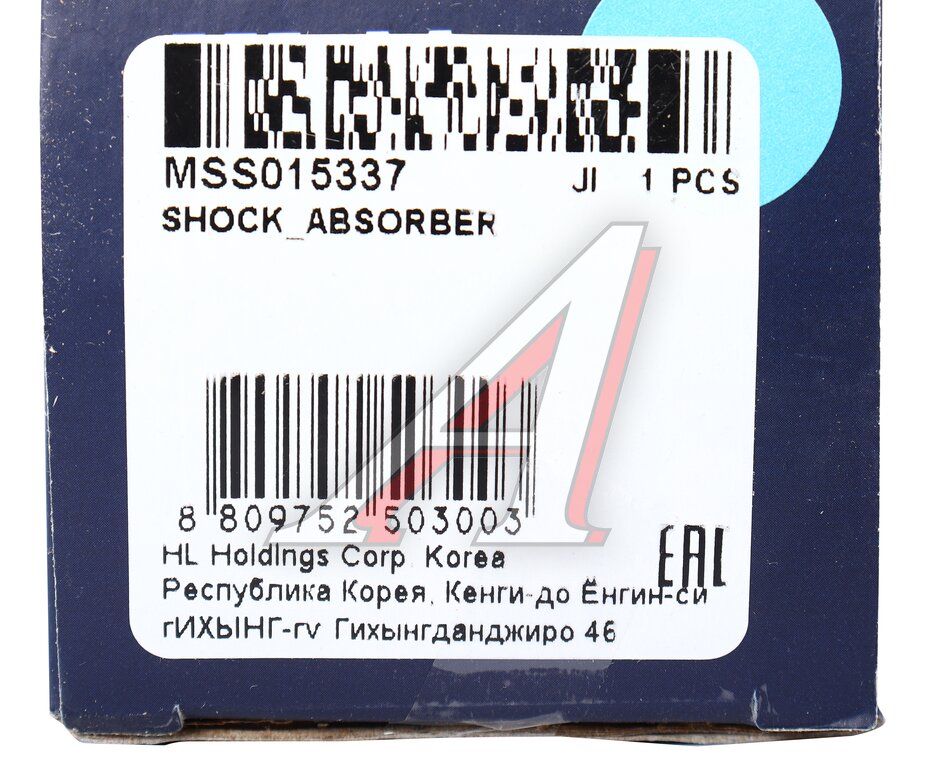 MSS015337 JI 1 PCS
SHOCK_ABSORBER
8 809752 503003
HL Holdings Corp. Korea
EAC
Республика Корея, Кенги-до Ёнгин-си
гИХЫНГ-гv Гихынгданджиро 46